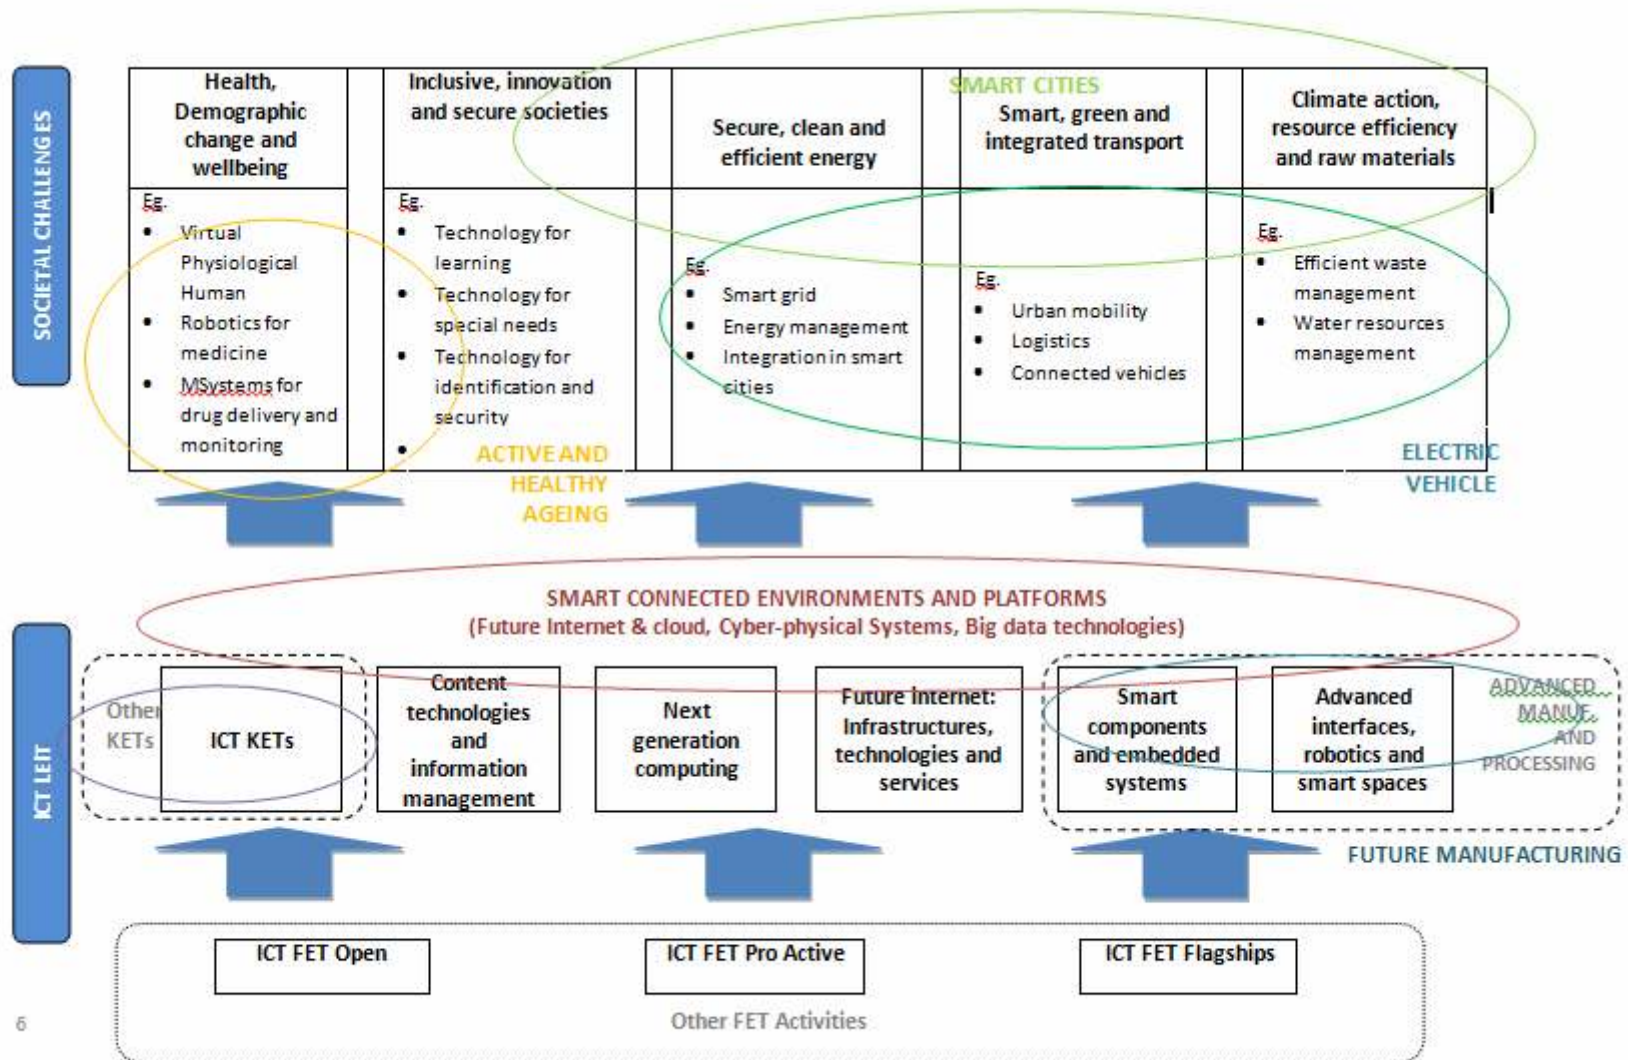 SOCIETAL CHALLENGES
Health,
Demographic
change and
wellbeing
Eg.
• Virtual
Physiological
Human
• Robotics for
medicine
• MSystems for
drug delivery and
monitoring
Inclusive, innovation
and secure societies
Eg.
• Technology for
learning
• Technology for
special needs
• Technology for
identification and
security
•
ACTIVE AND
HEALTHY
AGEING
Secure, clean and
efficient energy
Eg.
• Smart grid
• Energy management
• Integration in smart
cities
SMART CITIES
Smart, green and
integrated transport
Eg.
• Urban mobility
• Logistics
• Connected vehicles
Climate action,
resource efficiency
and raw materials
Eg.
• Efficient waste
management
• Water resources
management
ELECTRIC
VEHICLE
SMART CONNECTED ENVIRONMENTS AND PLATFORMS
(Future Internet & cloud, Cyber-physical Systems, Big data technologies)
ICT LEIT
Other
KETs
ICT KETs
Content
technologies
and
information
management
Next
generation
computing
Future Internet:
Infrastructures,
technologies and
services
Smart
components
and embedded
systems
Advanced
interfaces,
robotics and
smart spaces
ADVANCED
MANUF.
AND
PROCESSING
FUTURE MANUFACTURING
ICT FET Open
ICT FET Pro Active
ICT FET Flagships
Other FET Activities
6